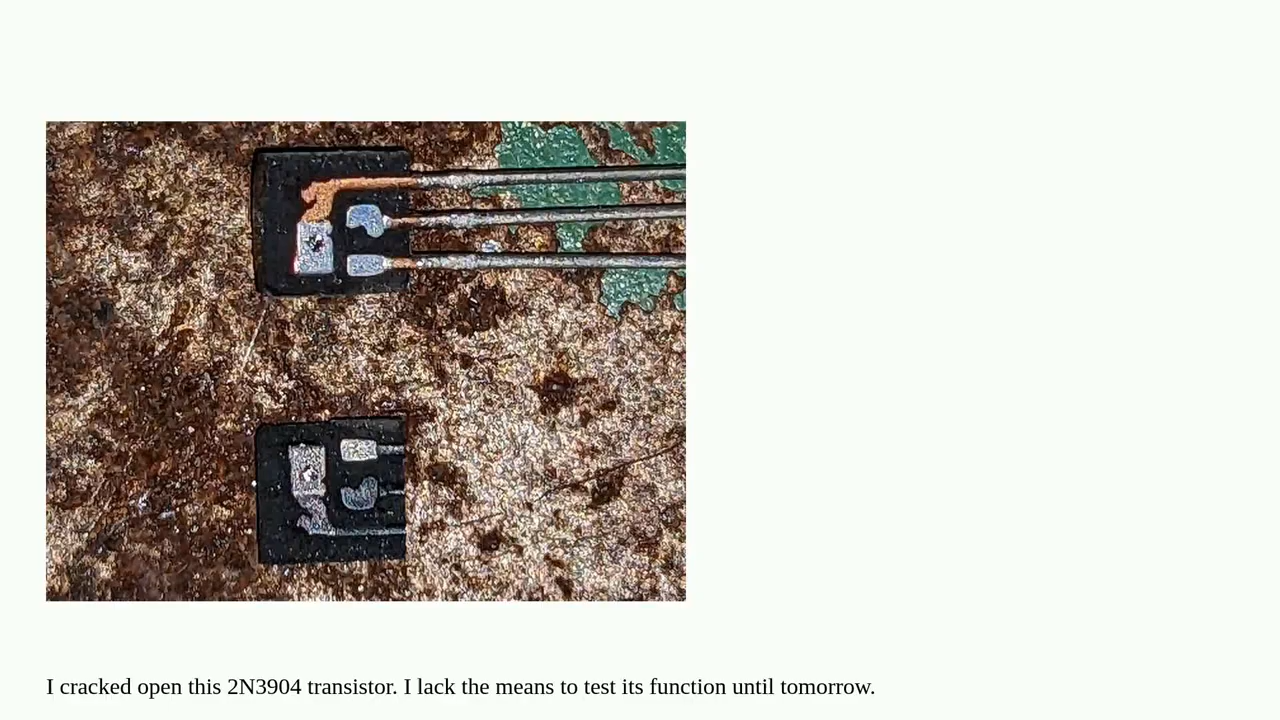 I cracked open this 2N3904 transistor. I lack the means to test its function until tomorrow.